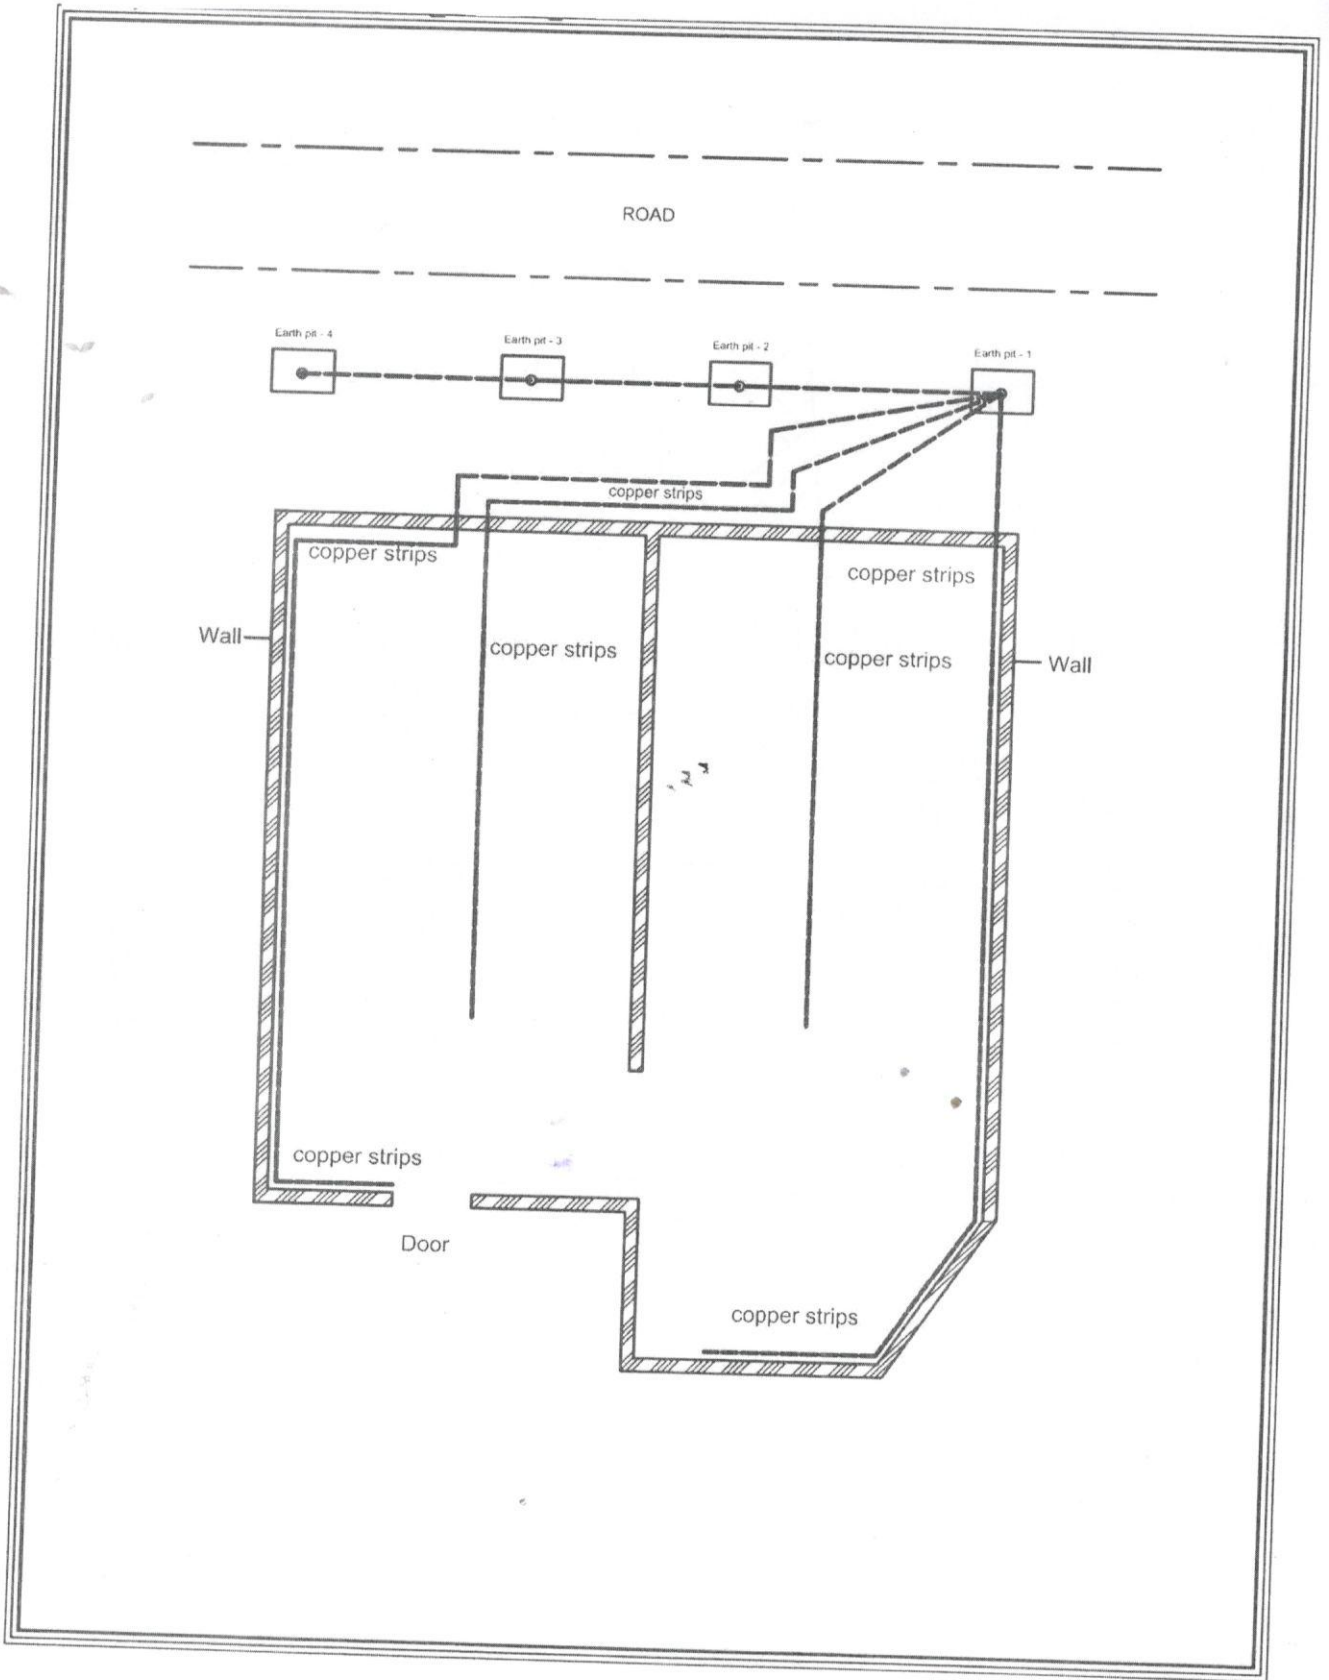 ROAD
Earth pit - 4
Earth pit - 3
Earth pit - 2
Earth pit - 1
copper strips
copper strips
copper strips
Wall
copper strips
copper strips
Wall
copper strips
Door
copper strips